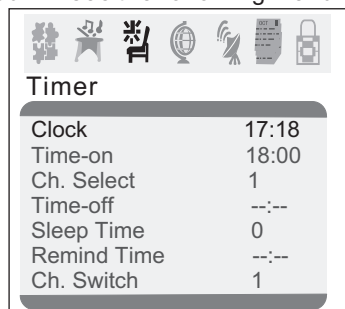 Timer
Clock 17:18
Time-on 18:00
Ch. Select 1
Time-off --:--
Sleep Time 0
Remind Time --:--
Ch. Switch 1